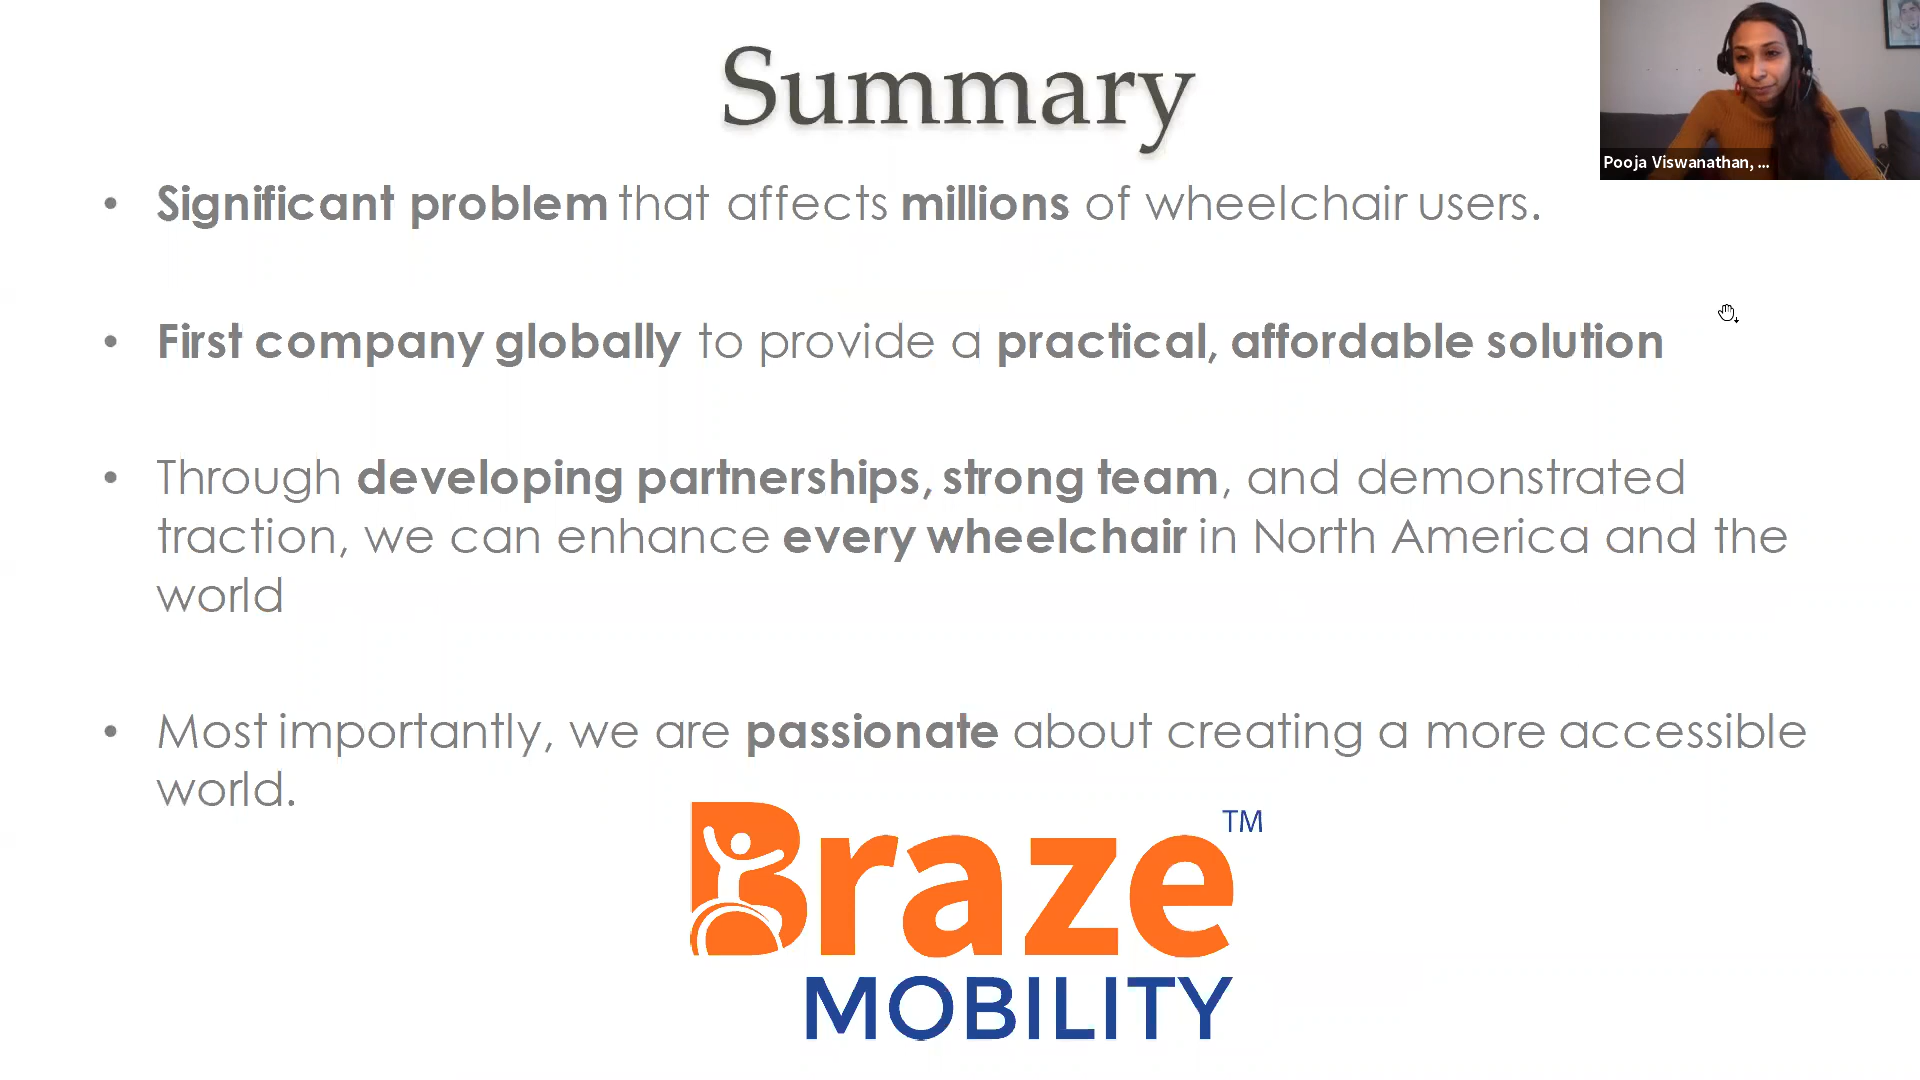 Summary
Pooja Viswanathan, ...
• Significant problem that affects millions of wheelchair users.
• First company globally to provide a practical, affordable solution
• Through developing partnerships, strong team, and demonstrated
traction, we can enhance every wheelchair in North America and the
world
• Most importantly, we are passionate about creating a more accessible
world.
Braze™
MOBILITY